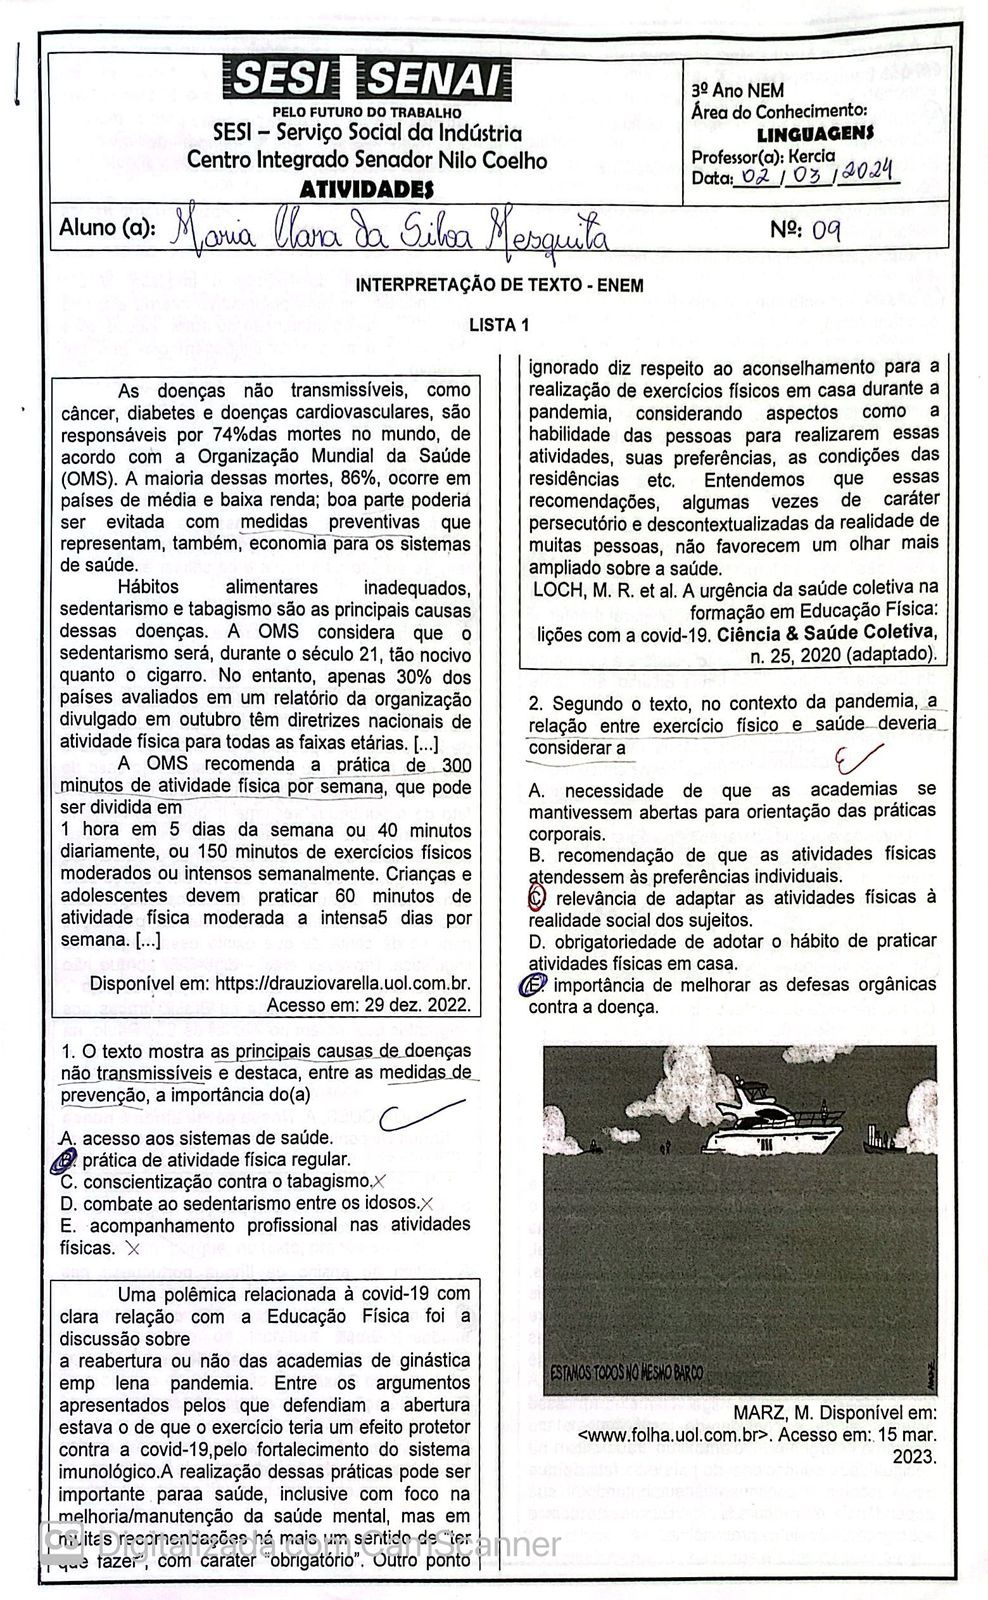 SESI SENAI
PELO FUTURO DO TRABALHO
SESI – Serviço Social da Indústria
Centro Integrado Senador Nilo Coelho
ATIVIDADES
3º Ano NEM
Área do Conhecimento:
LINGUAGENS
Professor(a): Kercia
Data: 02 / 03 / 2024
Aluno (a): Maria Clara da Silva Mesquita
Nº: 09
INTERPRETAÇÃO DE TEXTO - ENEM
LISTA 1
As doenças não transmissíveis, como
câncer, diabetes e doenças cardiovasculares, são
responsáveis por 74%das mortes no mundo, de
acordo com a Organização Mundial da Saúde
(OMS). A maioria dessas mortes, 86%, ocorre em
países de média e baixa renda; boa parte poderia
ser evitada com medidas preventivas que
representam, também, economia para os sistemas
de saúde.
Hábitos alimentares inadequados,
sedentarismo e tabagismo são as principais causas
dessas doenças. A OMS considera que o
sedentarismo será, durante o século 21, tão nocivo
quanto o cigarro. No entanto, apenas 30% dos
países avaliados em um relatório da organização
divulgado em outubro têm diretrizes nacionais de
atividade física para todas as faixas etárias. [...]
A OMS recomenda a prática de 300
minutos de atividade física por semana, que pode
ser dividida em
1 hora em 5 dias da semana ou 40 minutos
diariamente, ou 150 minutos de exercícios físicos
moderados ou intensos semanalmente. Crianças e
adolescentes devem praticar 60 minutos de
atividade física moderada a intensa5 dias por
semana. [...]
Disponível em: https://drauziovarella.uol.com.br.
Acesso em: 29 dez. 2022.
1. O texto mostra as principais causas de doenças
não transmissíveis e destaca, entre as medidas de
prevenção, a importância do(a)
A. acesso aos sistemas de saúde.
B. prática de atividade física regular.
C. conscientização contra o tabagismo.X
D. combate ao sedentarismo entre os idosos.X
E. acompanhamento profissional nas atividades
físicas. X
Uma polêmica relacionada à covid-19 com
clara relação com a Educação Física foi a
discussão sobre
a reabertura ou não das academias de ginástica
emp lena pandemia. Entre os argumentos
apresentados pelos que defendiam a abertura
estava o de que o exercício teria um efeito protetor
contra a covid-19,pelo fortalecimento do sistema
imunológico.A realização dessas práticas pode ser
importante paraa saúde, inclusive com foco na
melhoria/manutenção da saúde mental, mas em
muitas recomendações há mais um sentido de "ter
que fazer", com caráter "obrigatório". Outro ponto
ignorado diz respeito ao aconselhamento para a
realização de exercícios físicos em casa durante a
pandemia, considerando aspectos como a
habilidade das pessoas para realizarem essas
atividades, suas preferências, as condições das
residências etc. Entendemos que essas
recomendações, algumas vezes de caráter
persecutório e descontextualizadas da realidade de
muitas pessoas, não favorecem um olhar mais
ampliado sobre a saúde.
LOCH, M. R. et al. A urgência da saúde coletiva na
formação em Educação Física:
lições com a covid-19. Ciência & Saúde Coletiva,
n. 25, 2020 (adaptado).
2. Segundo o texto, no contexto da pandemia, a
relação entre exercício físico e saúde deveria
considerar a
E
A. necessidade de que as academias se
mantivessem abertas para orientação das práticas
corporais.
B. recomendação de que as atividades físicas
atendessem às preferências individuais.
C. relevância de adaptar as atividades físicas à
realidade social dos sujeitos.
D. obrigatoriedade de adotar o hábito de praticar
atividades físicas em casa.
E. importância de melhorar as defesas orgânicas
contra a doença.
ESTAMOS TODOS NO MESMO BARCO
MARZ, M. Disponível em:
<www.folha.uol.com.br>. Acesso em: 15 mar.
2023.
CS Digitalizada com CamScanner